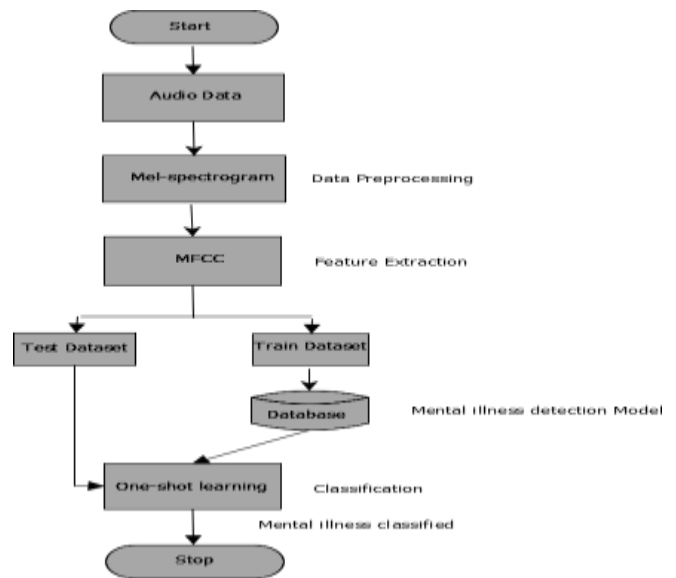 Start
Audio Data
Mel-spectrogram
Data Preprocessing
MFCC
Feature Extraction
Test Dataset
Train Dataset
Database
Mental illness detection Model
One-shot learning
Classification
Mental illness classified
Stop